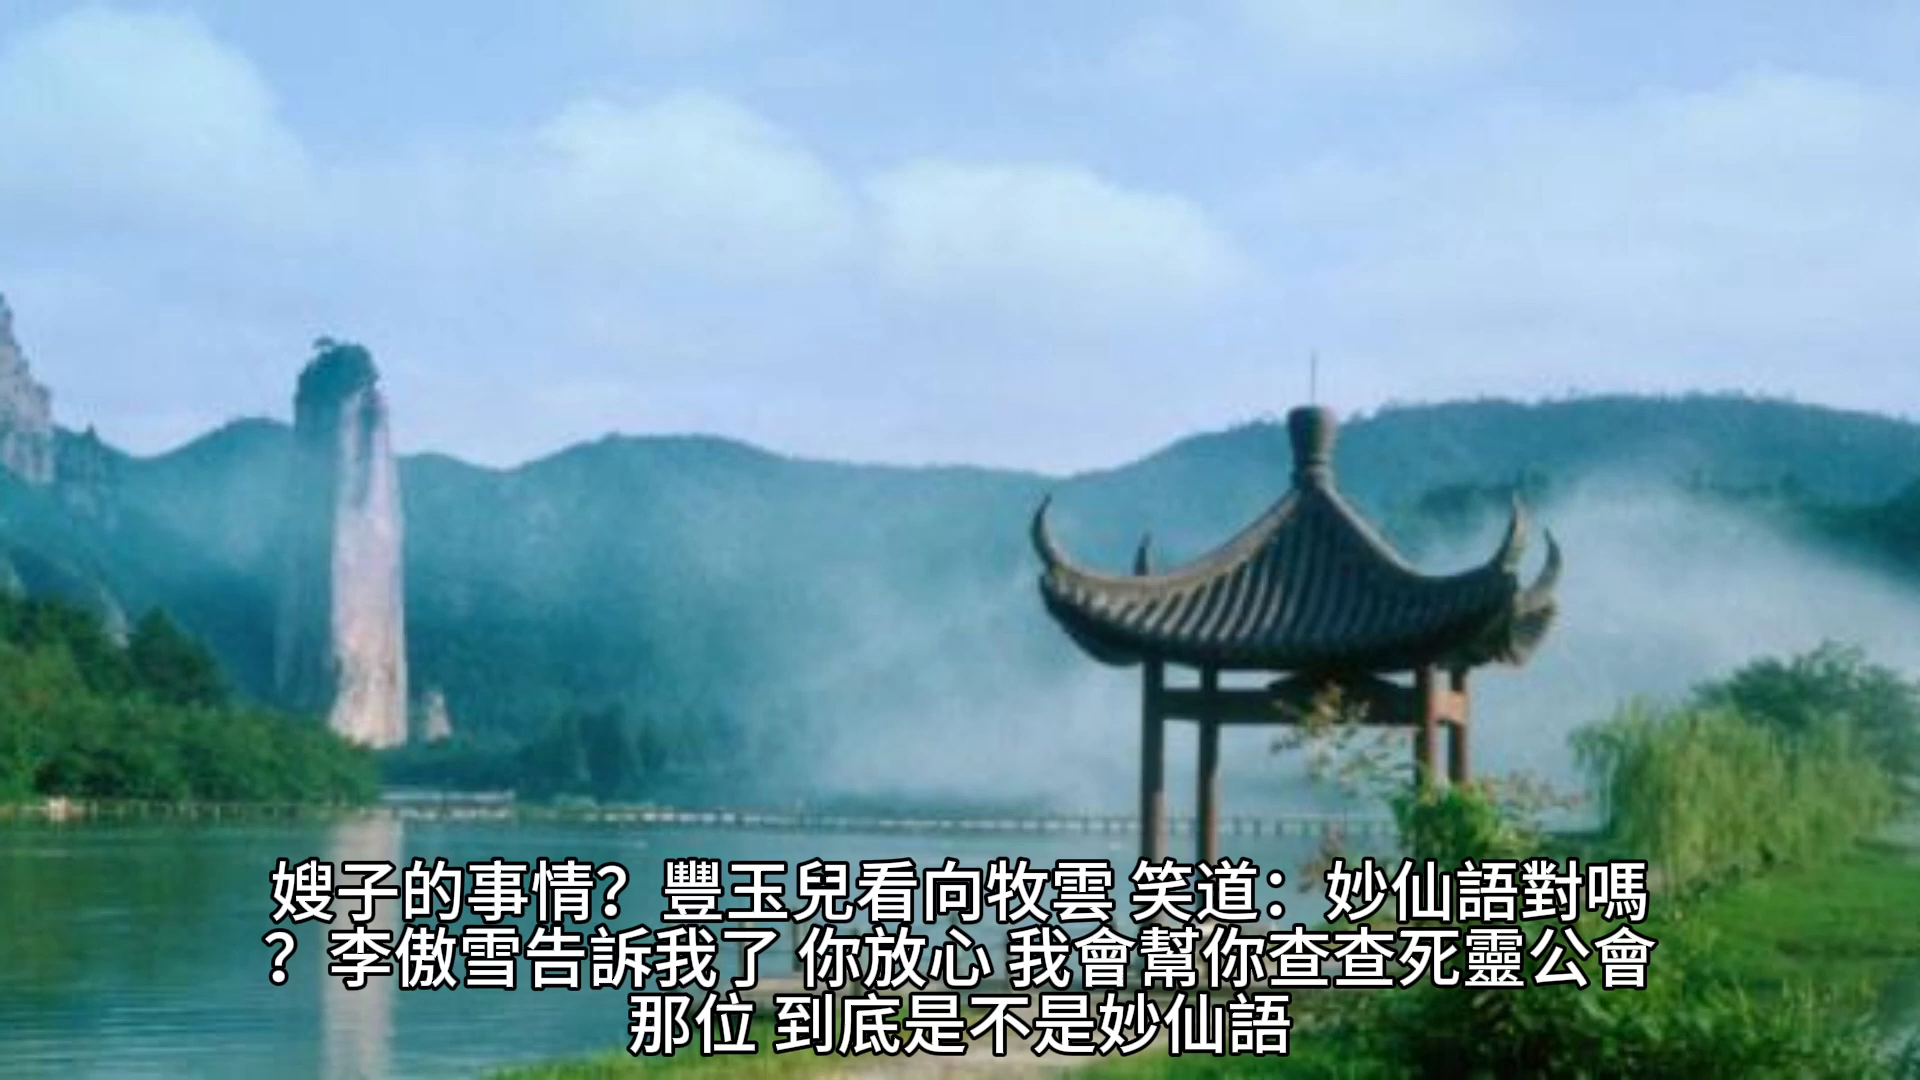 嫂子的事情？豐玉兒看向牧雲 笑道：妙仙語對嗎
？李傲雪告訴我了 你放心 我會幫你查查死靈公會
那位 到底是不是妙仙語